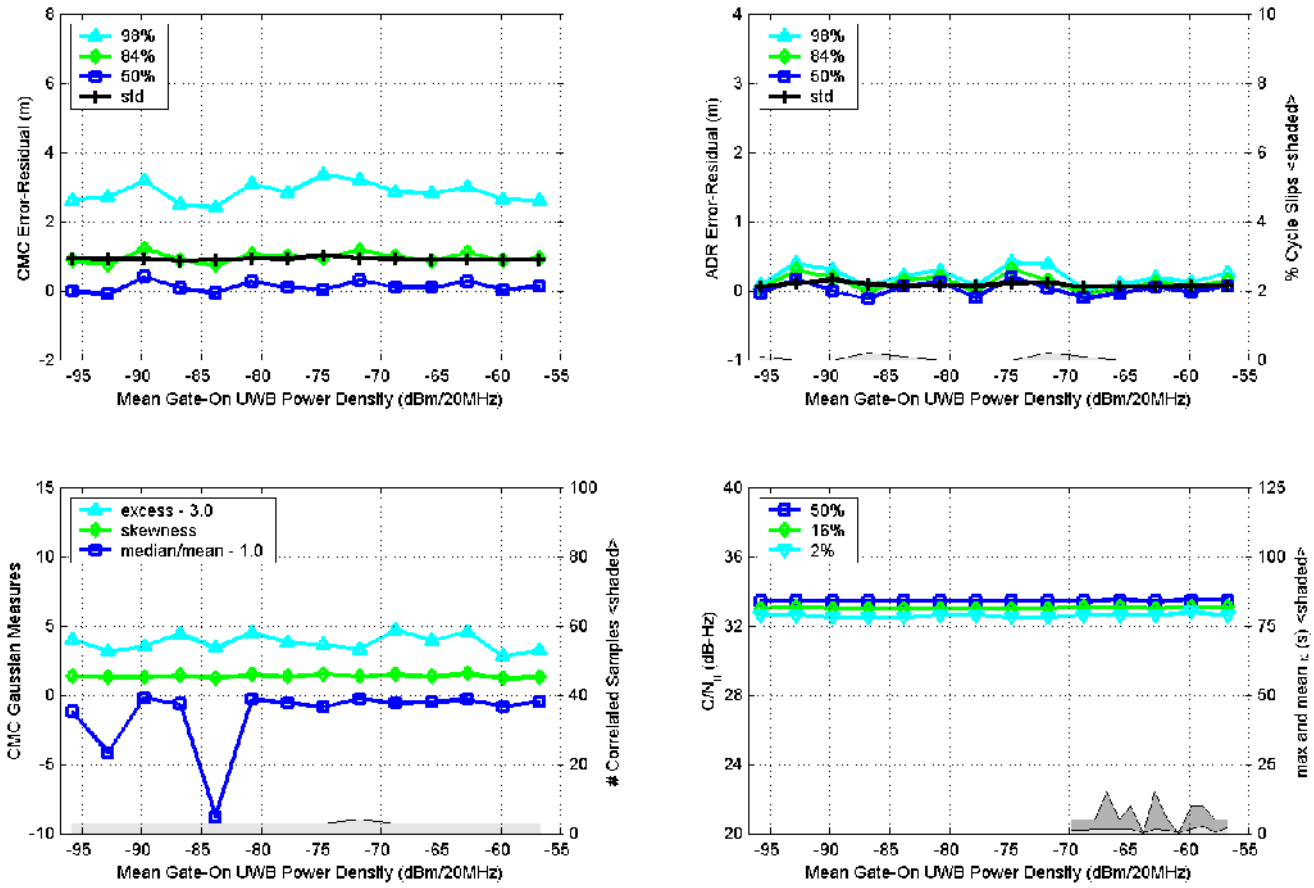 8
6
4
2
0
-2
CMC Error-Residual (m)
98%
84%
50%
std
-95 -90 -85 -80 -75 -70 -65 -60 -55
Mean Gate-On UWB Power Density (dBm/20MHz)
4
3
2
1
0
-1
ADR Error-Residual (m)
98%
84%
50%
std
10
8
6
4
2
0
% Cycle Slips <shaded>
-95 -90 -85 -80 -75 -70 -65 -60 -55
Mean Gate-On UWB Power Density (dBm/20MHz)
15
10
5
0
-5
-10
CMC Gaussian Measures
excess - 3.0
skewness
median/mean - 1.0
100
80
60
40
20
0
# Correlated Samples <shaded>
-95 -90 -85 -80 -75 -70 -65 -60 -55
Mean Gate-On UWB Power Density (dBm/20MHz)
40
36
32
28
24
20
C/N0 (dB-Hz)
50%
16%
2%
125
100
75
50
25
0
max and mean r. (s) <shaded>
-95 -90 -85 -80 -75 -70 -65 -60 -55
Mean Gate-On UWB Power Density (dBm/20MHz)